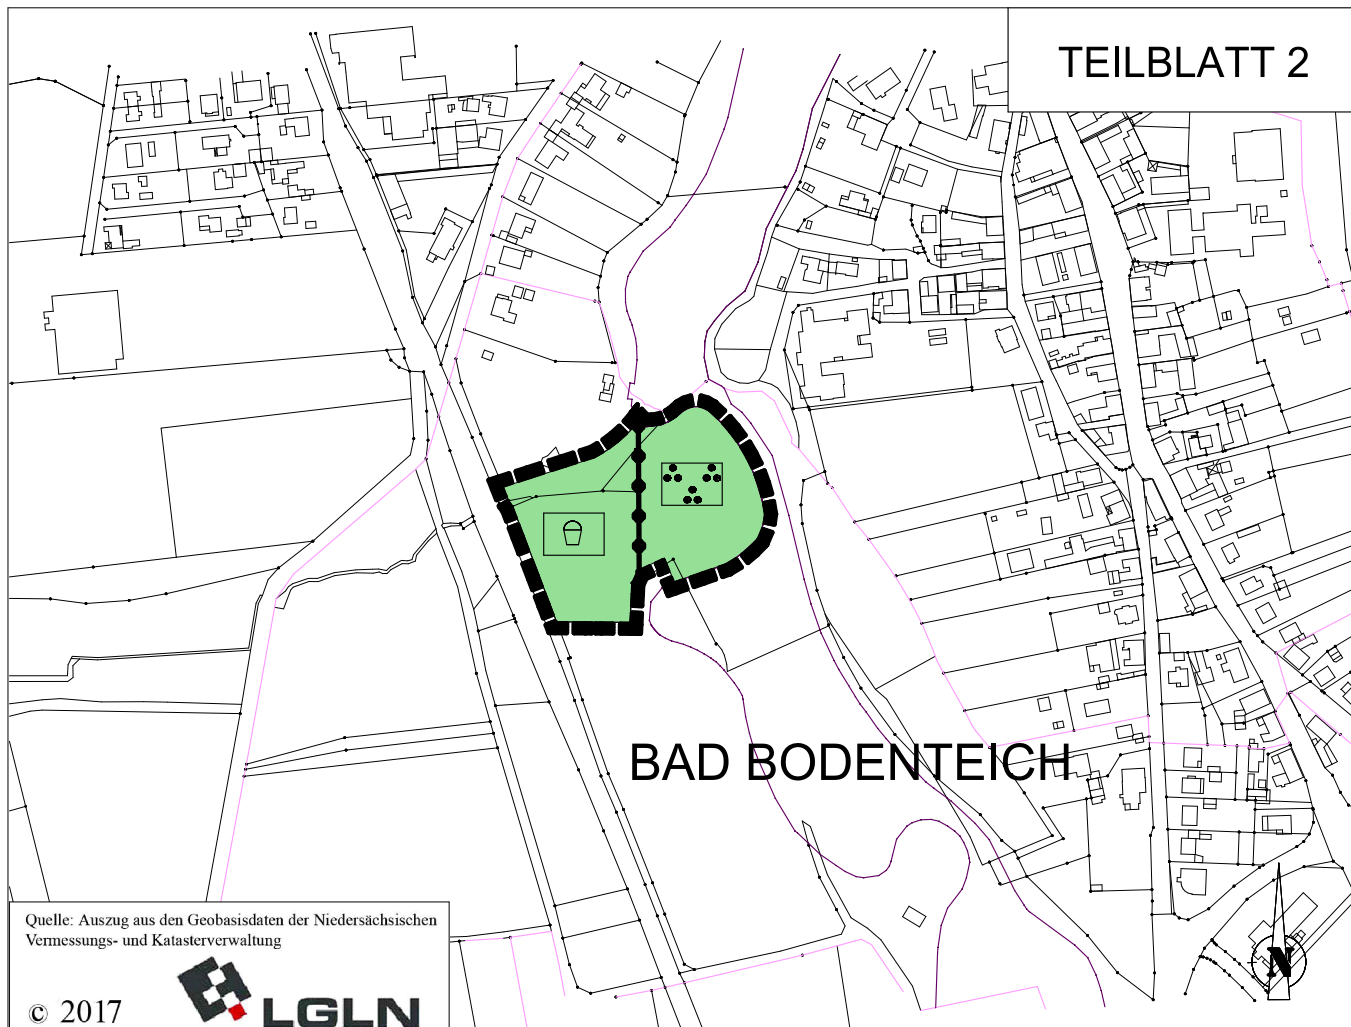 TEILBLATT 2
BAD BODENTEICH
Quelle: Auszug aus den Geobasisdaten der Niedersächsischen
Vermessungs- und Katasterverwaltung
© 2017
LGLN
N